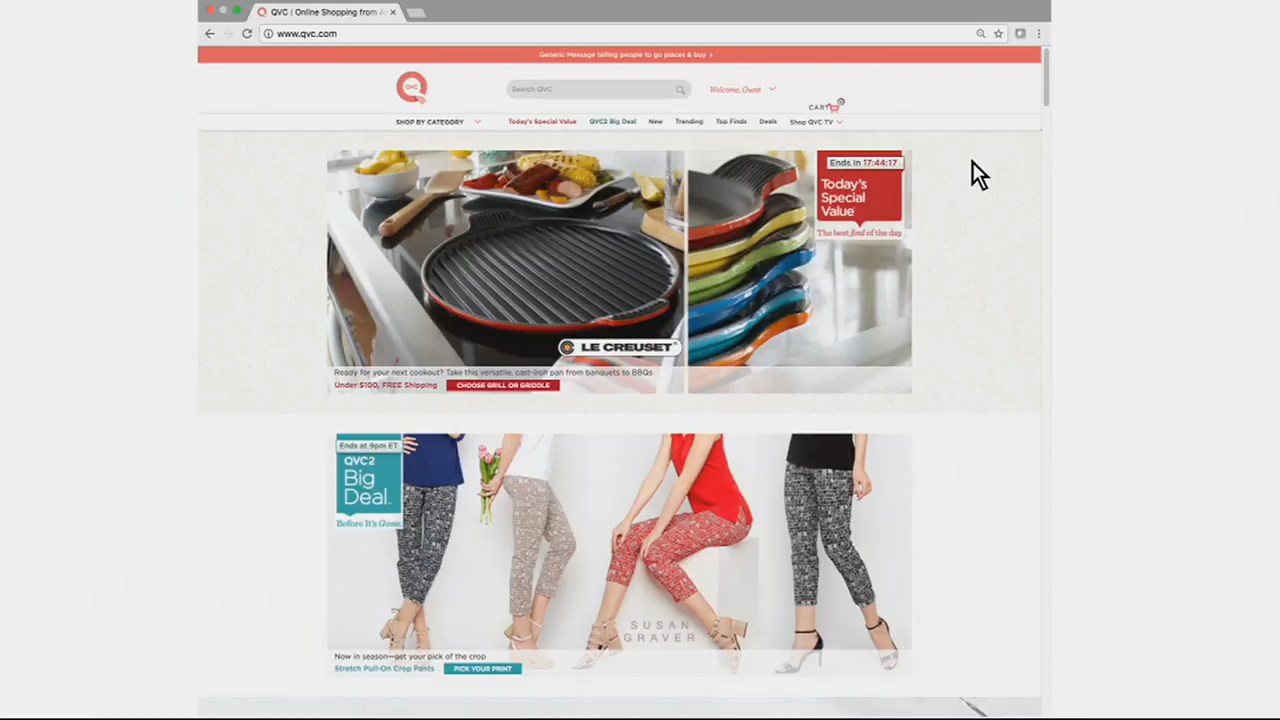 QVC | Online Shopping from
www.qvc.com
Generic Message telling people to go places & buy ›
QVC
Search QVC
Welcome, Guest
CART 0
SHOP BY CATEGORY
Today's Special Value
QVC2 Big Deal
New
Trending
Top Finds
Deals
Shop QVC TV
Ends in 17:44:17
Today's
Special
Value
The best find of the day.
LE CREUSET
Ready for your next cookout? Take this versatile, cast-iron pan from banquets to BBQs
Under $100, FREE Shipping
CHOOSE GRILL OR GRIDDLE
Ends at 9pm ET
QVC2
Big
Deal
Before It's Gone.
SUSAN
GRAVER
Now in season—get your pick of the crop
Stretch Pull-On Crop Pants
PICK YOUR PRINT